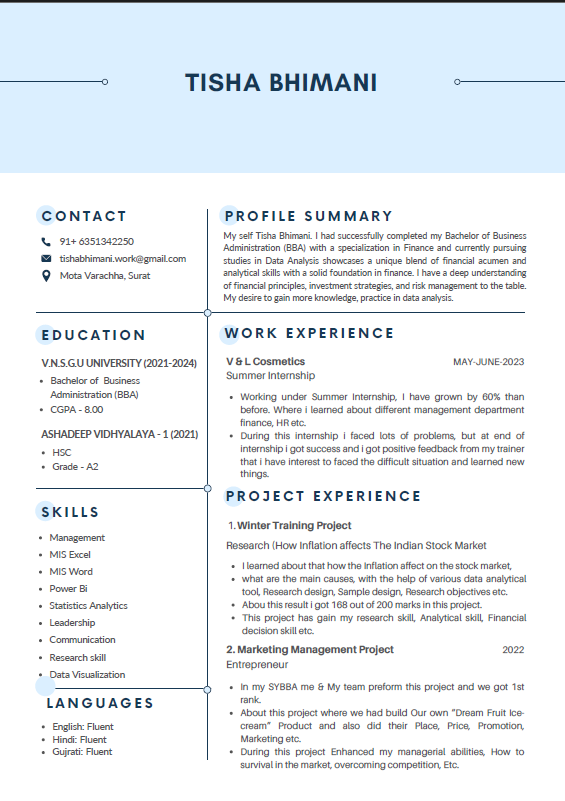 TISHA BHIMANI
CONTACT
91+ 6351342250
tishabhimani.work@gmail.com
Mota Varachha, Surat
EDUCATION
V.N.S.G.U UNIVERSITY (2021-2024)
• Bachelor of Business
Administration (BBA)
• CGPA - 8.00
ASHADEEP VIDHYALAYA - 1 (2021)
• HSC
• Grade - A2
SKILLS
• Management
• MIS Excel
• MIS Word
• Power Bi
• Statistics Analytics
• Leadership
• Communication
• Research skill
• Data Visualization
LANGUAGES
• English: Fluent
• Hindi: Fluent
• Gujrati: Fluent
PROFILE SUMMARY
My self Tisha Bhimani. I had successfully completed my Bachelor of Business
Administration (BBA) with a specialization in Finance and currently pursuing
studies in Data Analysis showcases a unique blend of financial acumen and
analytical skills with a solid foundation in finance. I have a deep understanding
of financial principles, investment strategies, and risk management to the table.
My desire to gain more knowledge, practice in data analysis.
WORK EXPERIENCE
V & L Cosmetics MAY-JUNE-2023
Summer Internship
• Working under Summer Internship, I have grown by 60% than
before. Where i learned about different management department
finance, HR etc.
• During this internship i faced lots of problems, but at end of
internship i got success and i got positive feedback from my trainer
that i have interest to faced the difficult situation and learned new
things.
PROJECT EXPERIENCE
1. Winter Training Project
Research (How Inflation affects The Indian Stock Market
• I learned about that how the Inflation affect on the stock market,
• what are the main causes, with the help of various data analytical
tool, Research design, Sample design, Research objectives etc.
• Abou this result i got 168 out of 200 marks in this project.
• This project has gain my research skill, Analytical skill, Financial
decision skill etc.
2. Marketing Management Project 2022
Entrepreneur
• In my SYBBA me & My team preform this project and we got 1st
rank.
• About this project where we had build Our own "Dream Fruit Ice-
cream" Product and also did their Place, Price, Promotion,
Marketing etc.
• During this project Enhanced my managerial abilities, How to
survival in the market, overcoming competition, Etc.